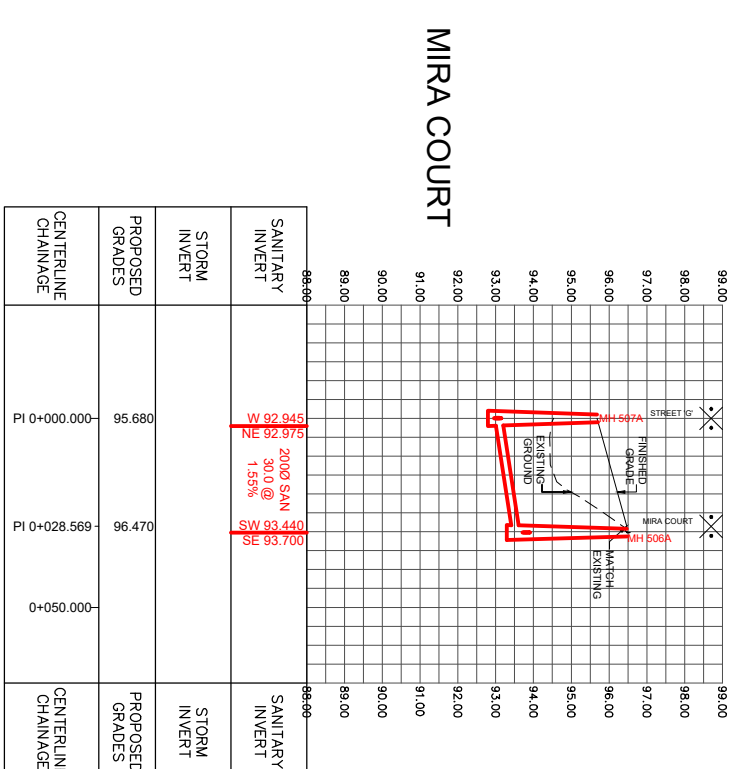 MIRA COURT
99.00
98.00
97.00
96.00
95.00
94.00
93.00
92.00
91.00
90.00
89.00
88.00
SANITARY
INVERT
STORM
INVERT
PROPOSED
GRADES
CENTERLINE
CHAINAGE
STREET 'G'
MH 507A
FINISHED
GRADE
EXISTING
GROUND
MIRA COURT
MH 506A
MATCH
EXISTING
W 92.945
NE 92.975
200Ø SAN
30.0 @
1.55%
SW 93.440
SE 93.700
95.680
96.470
PI 0+000.000
PI 0+028.569
0+050.000
99.00
98.00
97.00
96.00
95.00
94.00
93.00
92.00
91.00
90.00
89.00
88.00
SANITARY
INVERT
STORM
INVERT
PROPOSED
GRADES
CENTERLINE
CHAINAGE